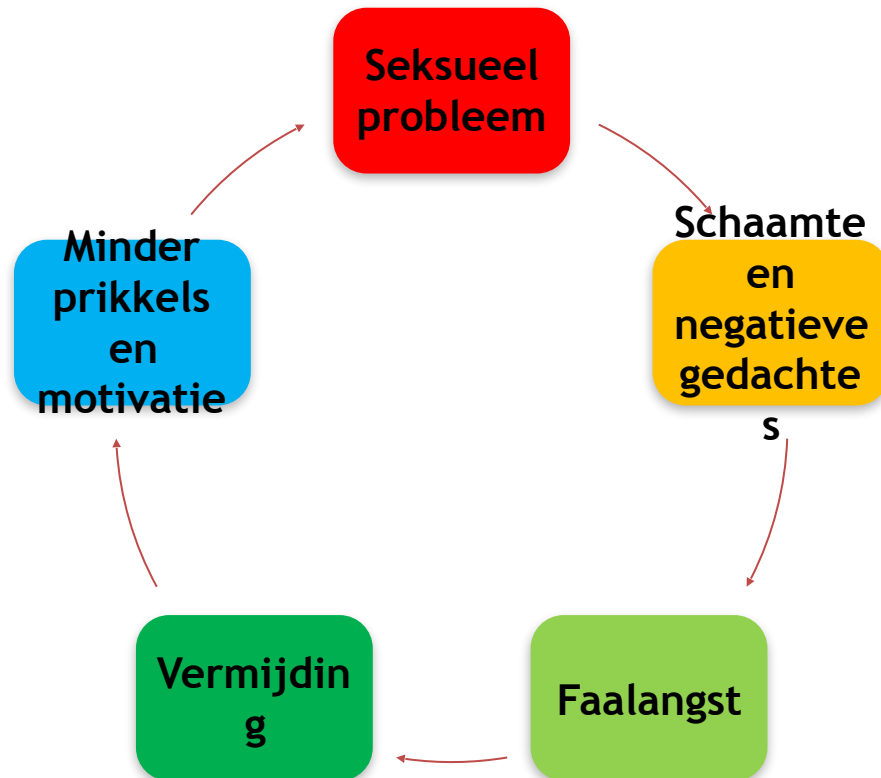 Seksueel
probleem
Schaamte
en
negatieve
gedachte
s
Faalangst
Vermijdin
g
Minder
prikkels
en
motivatie